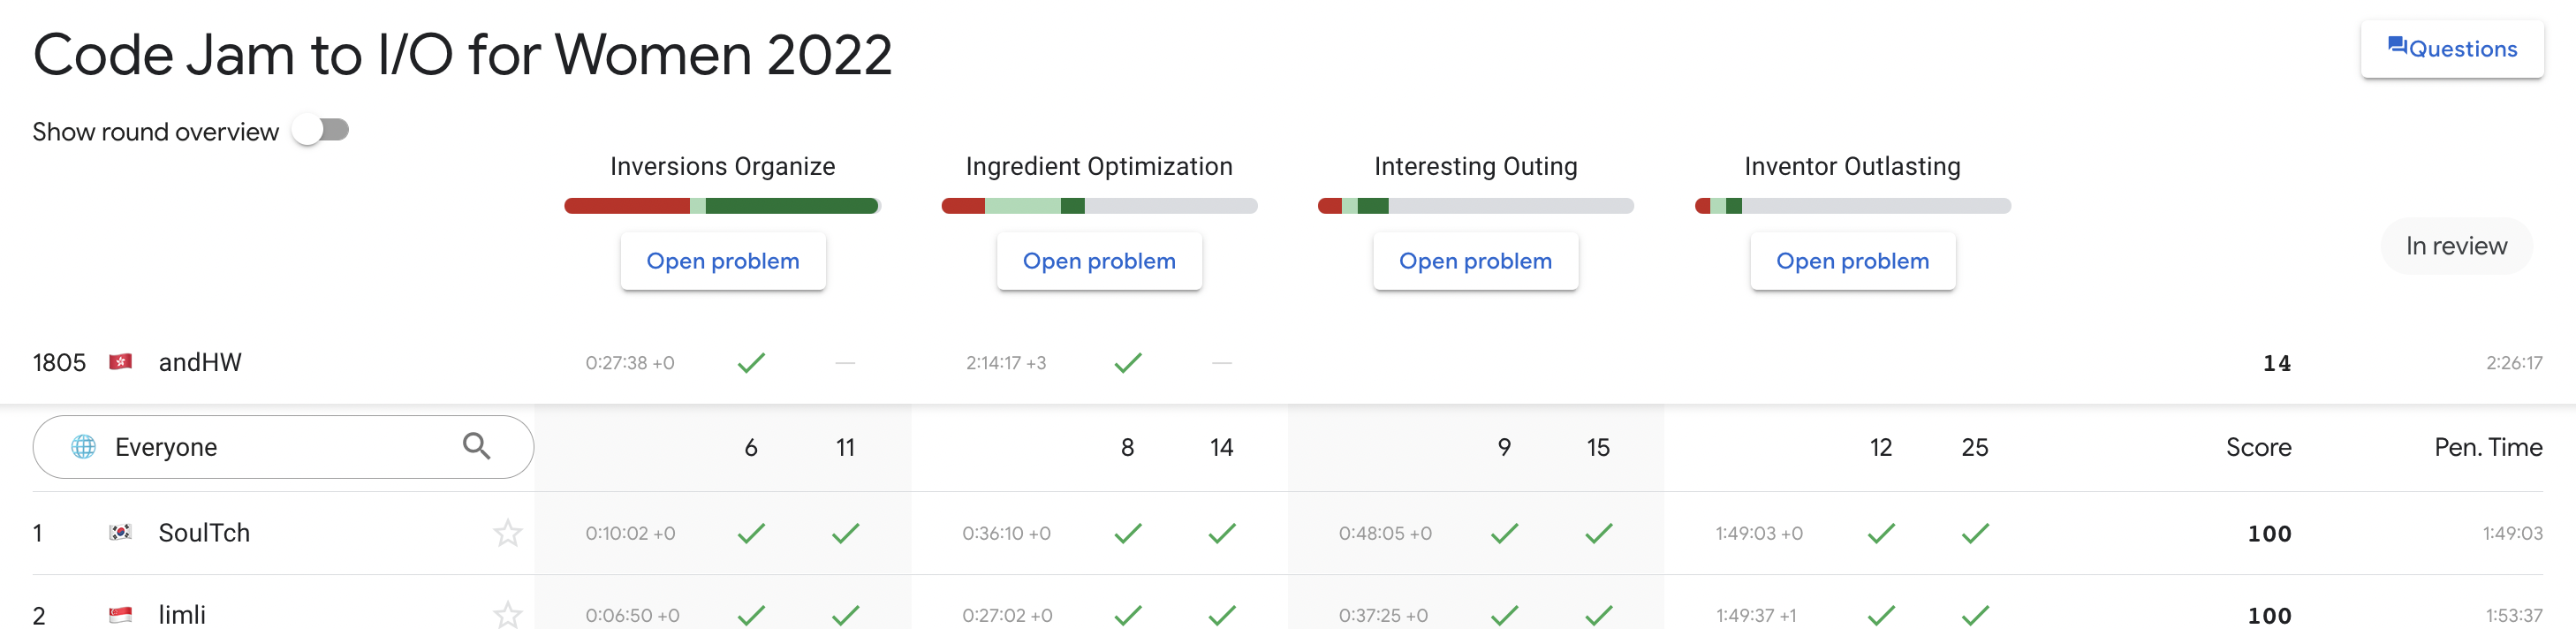 Code Jam to I/O for Women 2022
Questions
Show round overview
Inversions Organize Ingredient Optimization Interesting Outing Inventor Outlasting
Open problem Open problem Open problem Open problem
In review
1805 andHW 0:27:38 +0 — 2:14:17 +3 — 14 2:26:17
Everyone 6 11 8 14 9 15 12 25 Score Pen. Time
1 SoulTch 0:10:02 +0 0:36:10 +0 0:48:05 +0 1:49:03 +0 100 1:49:03
2 limli 0:06:50 +0 0:27:02 +0 0:37:25 +0 1:49:37 +1 100 1:53:37